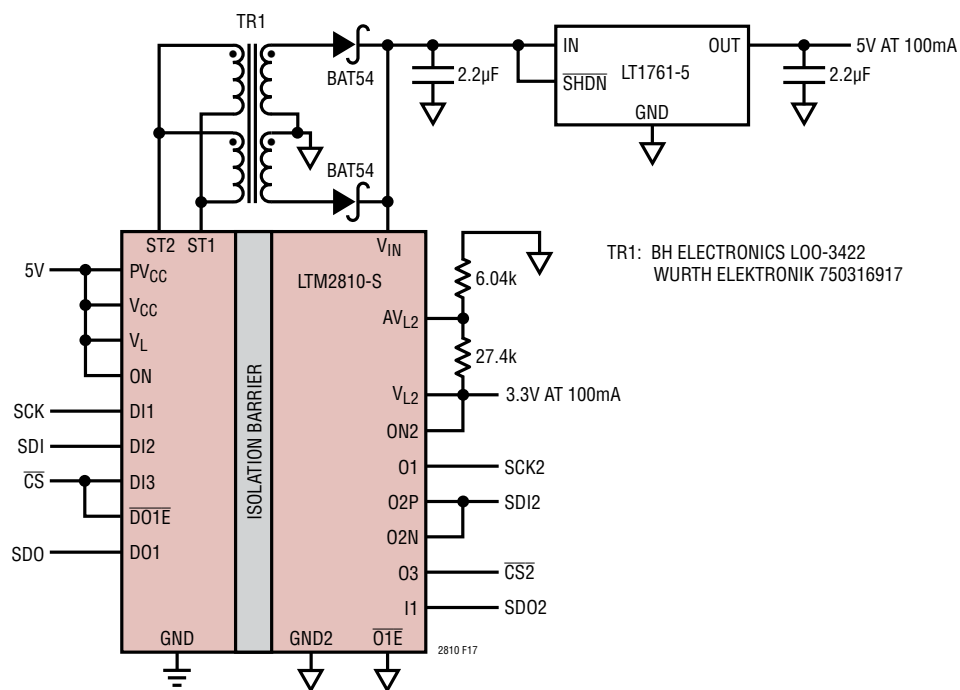 TR1
BAT54
2.2µF
IN
SHDN
OUT
LT1761-5
GND
5V AT 100mA
2.2µF
BAT54
ST2 ST1
VIN
TR1: BH ELECTRONICS LOO-3422
WURTH ELEKTRONIK 750316917
5V
PVCC
VCC
VL
ON
SCK
DI1
SDI
DI2
CS
DI3
DO1E
SDO
DO1
GND
ISOLATION BARRIER
LTM2810-S
6.04k
AVL2
27.4k
VL2
3.3V AT 100mA
ON2
O1
SCK2
O2P
SDI2
O2N
O3
CS2
I1
SDO2
GND2
O1E
2810 F17